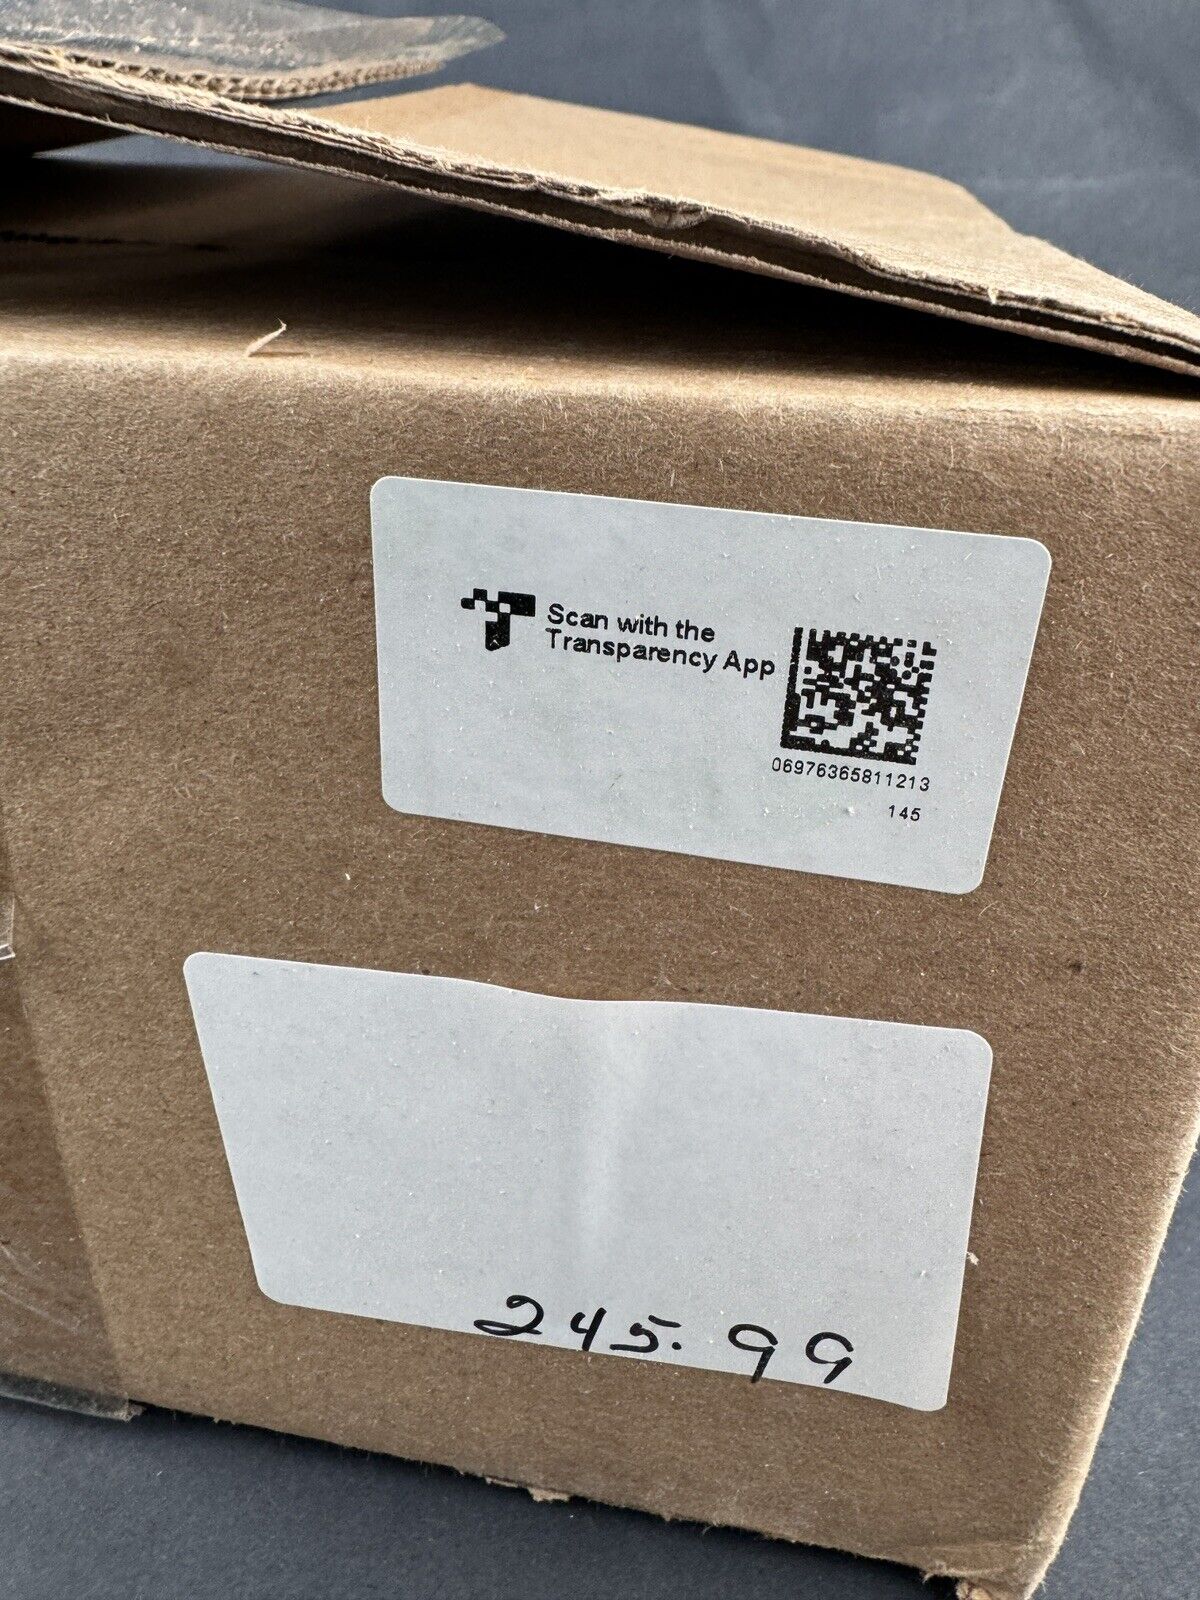 Scan with the
Transparency App
06976365811213
145
245.99